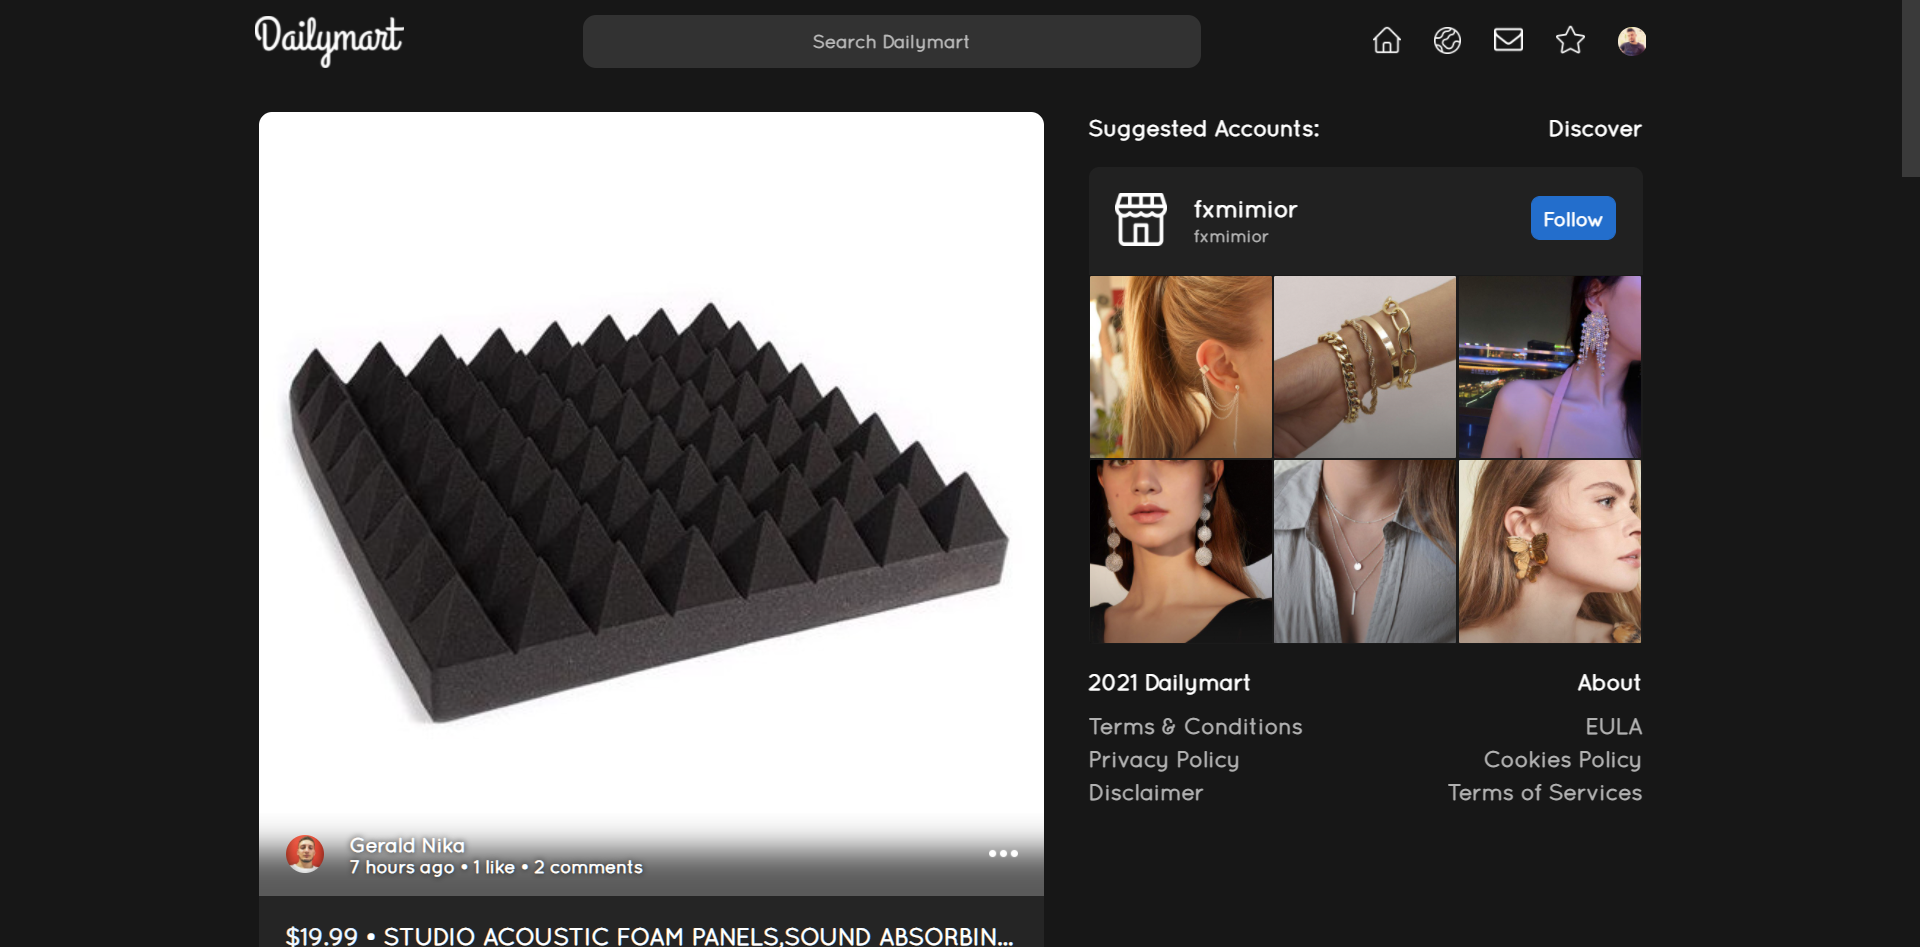 Dailymart
Search Dailymart
Suggested Accounts:
Discover
fxmimior
fxmimior
Follow
Gerald Nika
7 hours ago • 1 like • 2 comments
$19.99 • STUDIO ACOUSTIC FOAM PANELS,SOUND ABSORBIN...
2021 Dailymart
About
Terms & Conditions
EULA
Privacy Policy
Cookies Policy
Disclaimer
Terms of Services